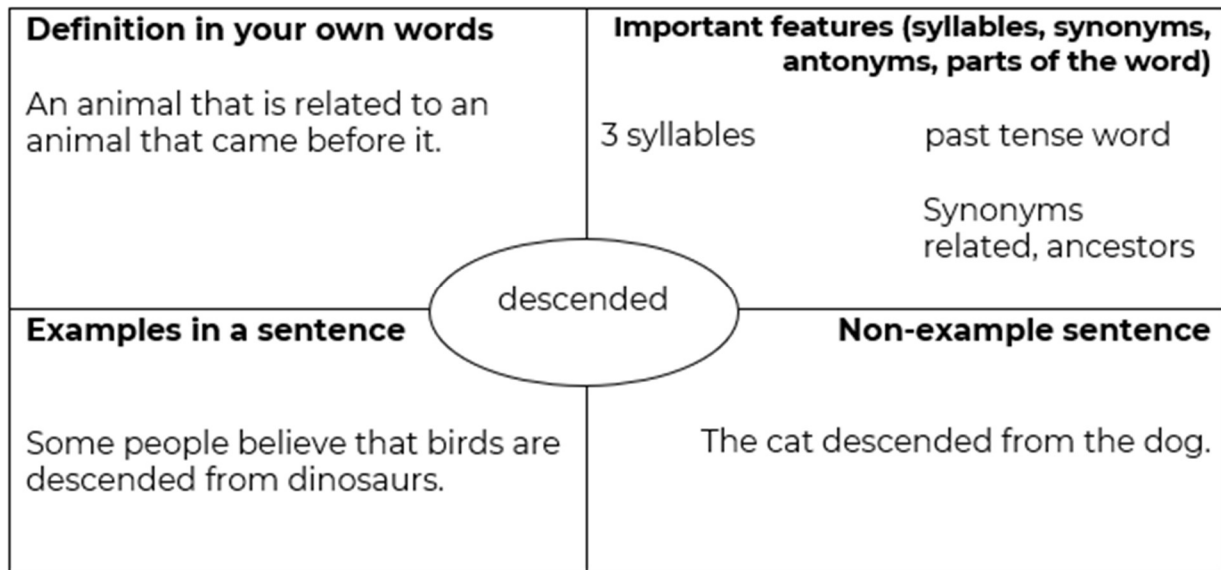 Definition in your own words
An animal that is related to an
animal that came before it.
Important features (syllables, synonyms,
antonyms, parts of the word)
3 syllables
past tense word
Synonyms
related, ancestors
descended
Examples in a sentence
Some people believe that birds are
descended from dinosaurs.
Non-example sentence
The cat descended from the dog.